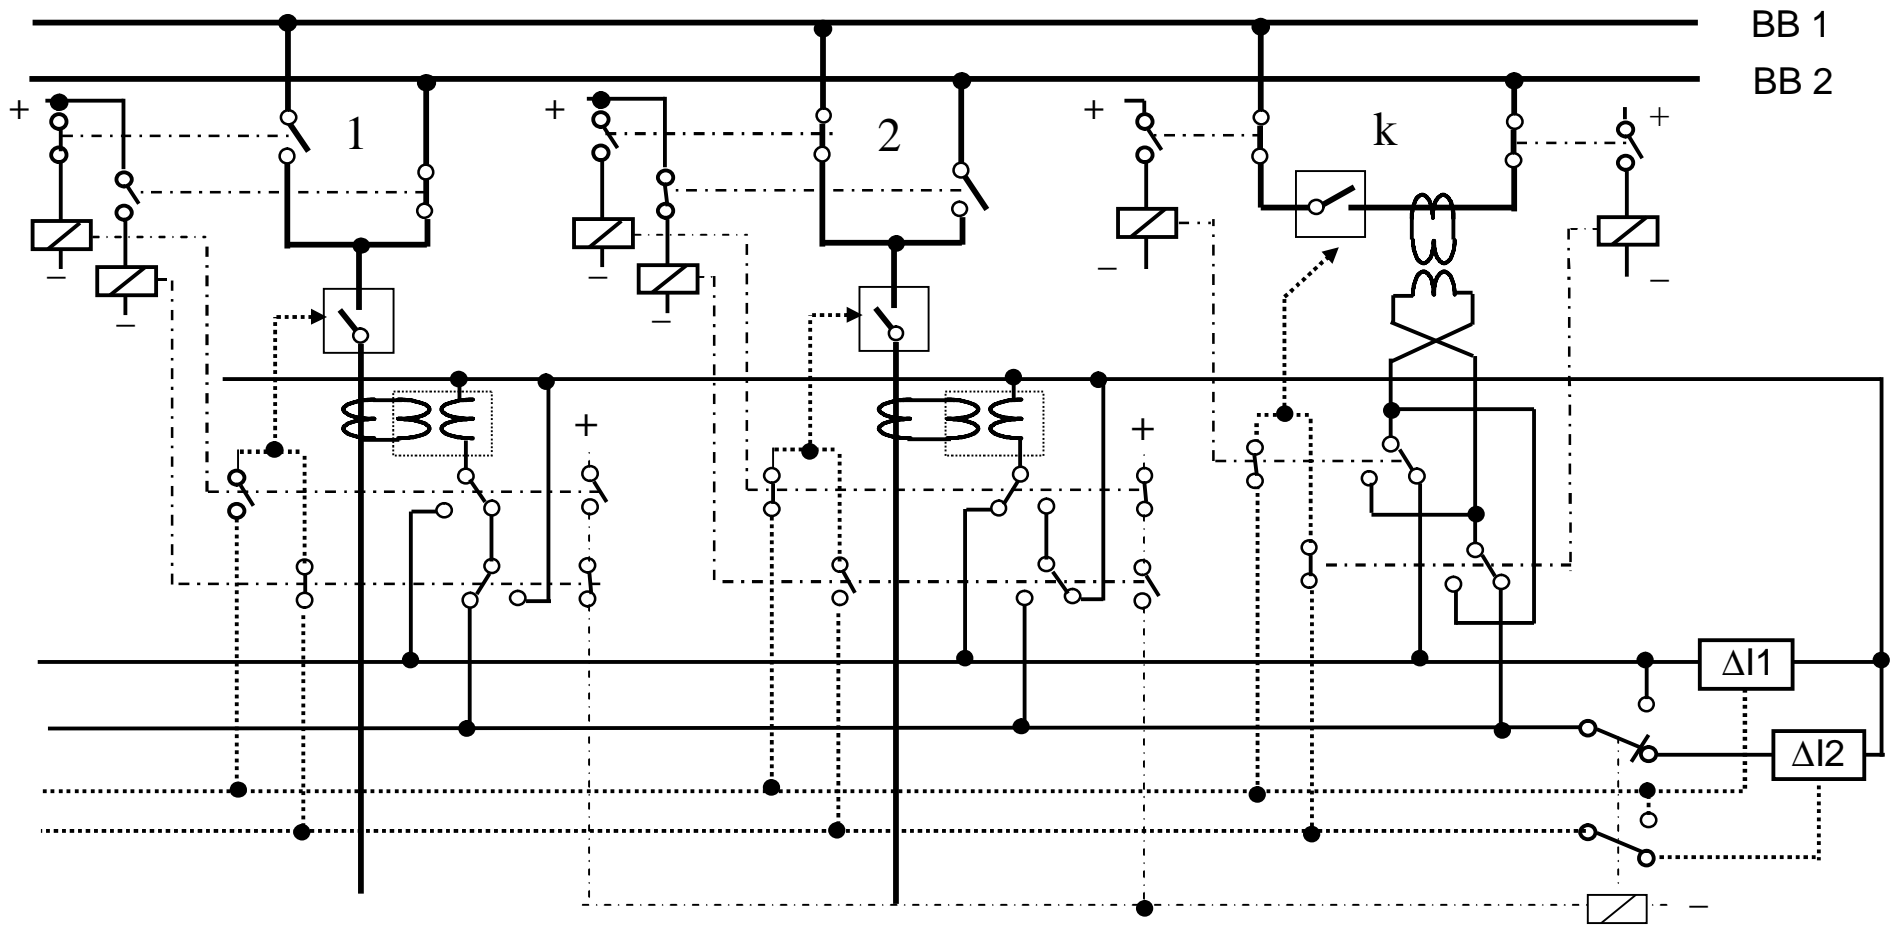 BB 1
BB 2
+ 1 + 2 + k +
– – – –
– –
+ +
ΔI1
ΔI2
–